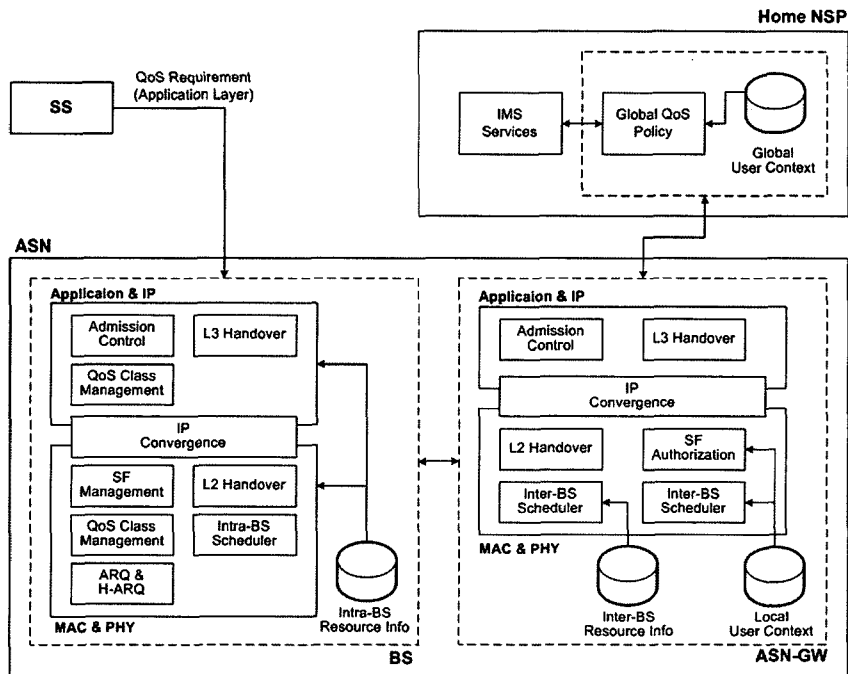 Home NSP
SS
QoS Requirement
(Application Layer)
IMS
Services
Global QoS
Policy
Global
User Context
ASN
Applicaion & IP
Admission
Control
L3 Handover
QoS Class
Management
IP
Convergence
SF
Management
L2 Handover
QoS Class
Management
Intra-BS
Scheduler
ARQ &
H-ARQ
MAC & PHY
Intra-BS
Resource Info
BS
Applicaion & IP
Admission
Control
L3 Handover
IP
Convergence
L2 Handover
SF
Authorization
Inter-BS
Scheduler
Inter-BS
Scheduler
MAC & PHY
Inter-BS
Resource Info
Local
User Context
ASN-GW